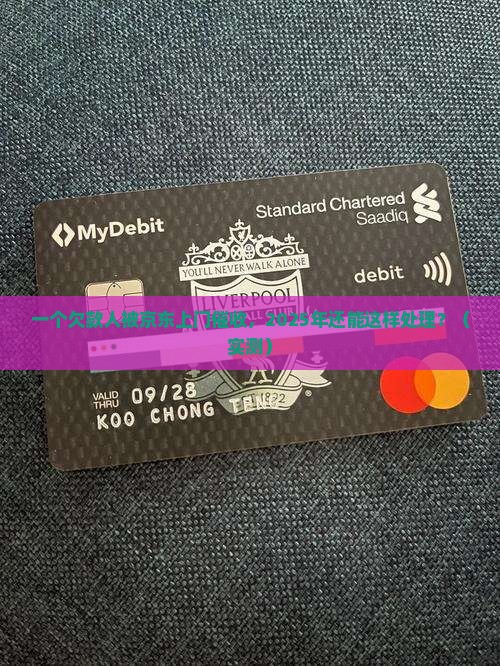 MyDebit
Standard Chartered
Saadiq
YOU'LL NEVER WALK ALONE
debit
LIVERPOOL
一个欠款人被京东上门催收，2025年还能这样处理？（
实测）
VALID
THRU
09/28
KOO CHONG
1892